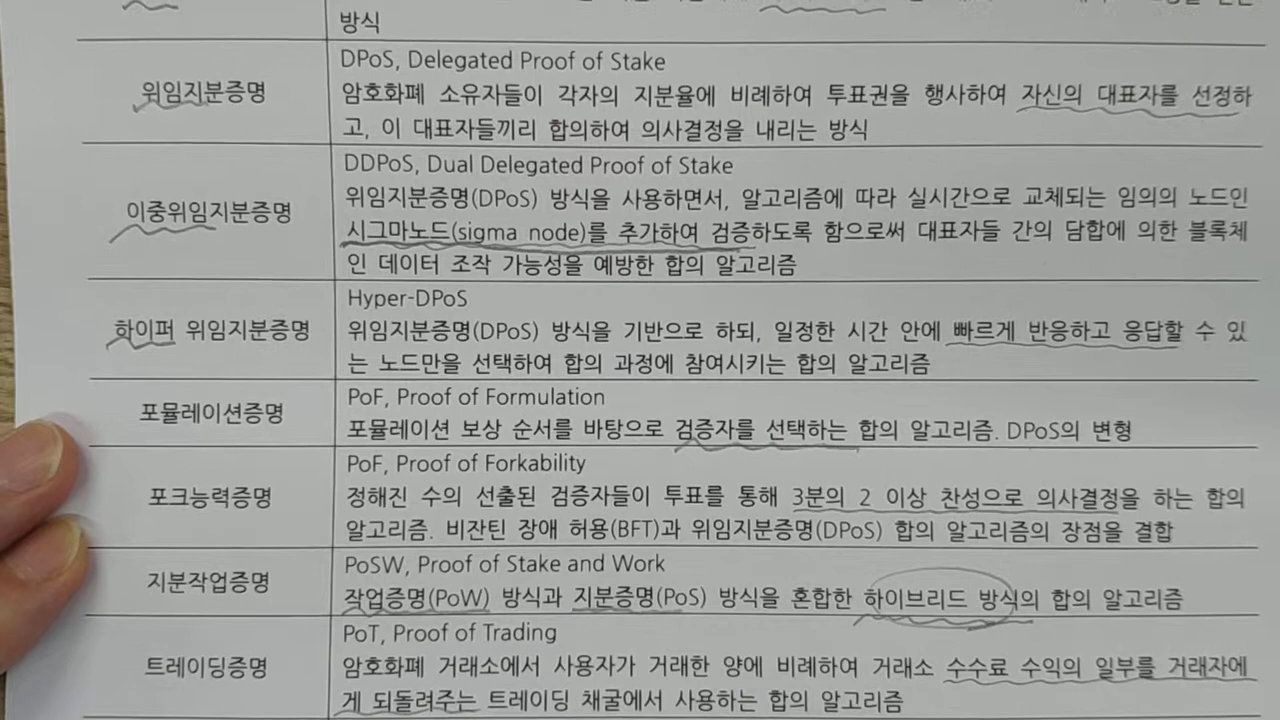 방식
위임지분증명
DPoS, Delegated Proof of Stake
암호화폐 소유자들이 각자의 지분율에 비례하여 투표권을 행사하여 자신의 대표자를 선정하
고, 이 대표자들끼리 합의하여 의사결정을 내리는 방식
이중위임지분증명
DDPoS, Dual Delegated Proof of Stake
위임지분증명(DPoS) 방식을 사용하면서, 알고리즘에 따라 실시간으로 교체되는 임의의 노드인
시그마노드(sigma node)를 추가하여 검증하도록 함으로써 대표자들 간의 담합에 의한 블록체
인 데이터 조작 가능성을 예방한 합의 알고리즘
하이퍼 위임지분증명
Hyper-DPoS
위임지분증명(DPoS) 방식을 기반으로 하되, 일정한 시간 안에 빠르게 반응하고 응답할 수 있
는 노드만을 선택하여 합의 과정에 참여시키는 합의 알고리즘
포뮬레이션증명
PoF, Proof of Formulation
포뮬레이션 보상 순서를 바탕으로 검증자를 선택하는 합의 알고리즘. DPoS의 변형
포크능력증명
PoF, Proof of Forkability
정해진 수의 선출된 검증자들이 투표를 통해 3분의 2 이상 찬성으로 의사결정을 하는 합의
알고리즘. 비잔틴 장애 허용(BFT)과 위임지분증명(DPoS) 합의 알고리즘의 장점을 결합
지분작업증명
PoSW, Proof of Stake and Work
작업증명(PoW) 방식과 지분증명(PoS) 방식을 혼합한 하이브리드 방식의 합의 알고리즘
트레이딩증명
PoT, Proof of Trading
암호화폐 거래소에서 사용자가 거래한 양에 비례하여 거래소 수수료 수익의 일부를 거래자에
게 되돌려주는 트레이딩 채굴에서 사용하는 합의 알고리즘